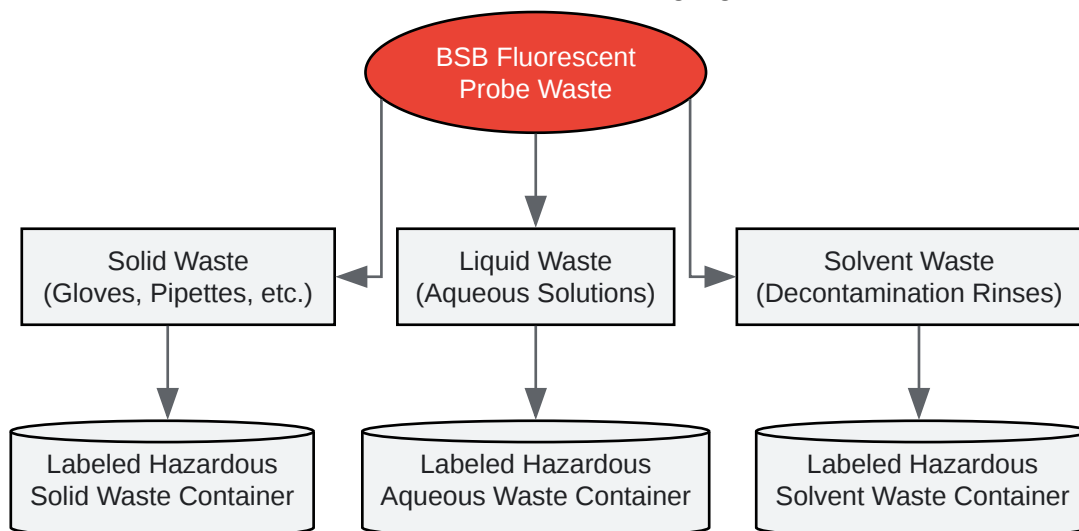 BSB Fluorescent
Probe Waste
Solid Waste
(Gloves, Pipettes, etc.)
Liquid Waste
(Aqueous Solutions)
Solvent Waste
(Decontamination Rinses)
Labeled Hazardous
Solid Waste Container
Labeled Hazardous
Aqueous Waste Container
Labeled Hazardous
Solvent Waste Container